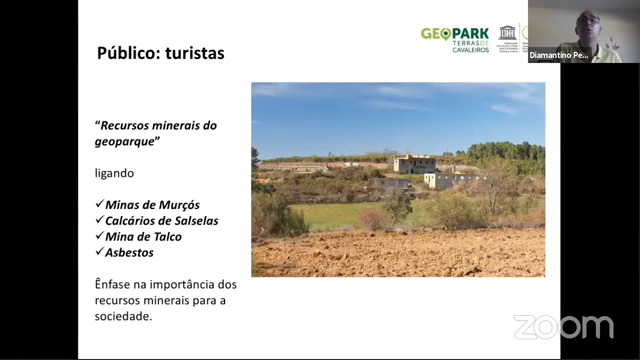 Público: turistas
GEOPARK
TERRAS DE
CAVALEIROS
Diamantino Pe...
“Recursos minerais do
geoparque”
ligando
✓Minas de Murçós
✓Calcários de Salselas
✓Mina de Talco
✓Asbestos
Ênfase na importância dos
recursos minerais para a
sociedade.
zoom